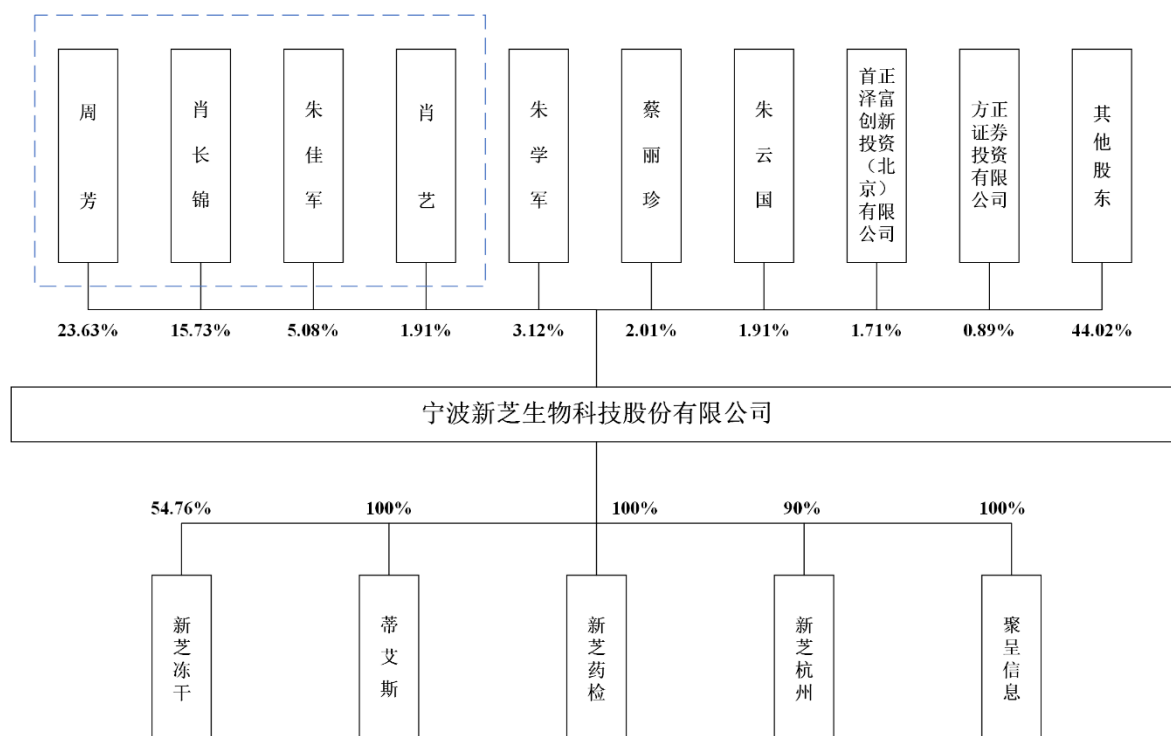 周芳
肖长锦
朱佳军
肖艺
朱学军
蔡丽珍
朱云国
首正泽富创新投资（北京）有限公司
方正证券投资有限公司
其他股东
23.63%
15.73%
5.08%
1.91%
3.12%
2.01%
1.91%
1.71%
0.89%
44.02%
宁波新芝生物科技股份有限公司
54.76%
100%
100%
90%
100%
新芝冻干
蒂艾斯
新芝药检
新芝杭州
聚呈信息